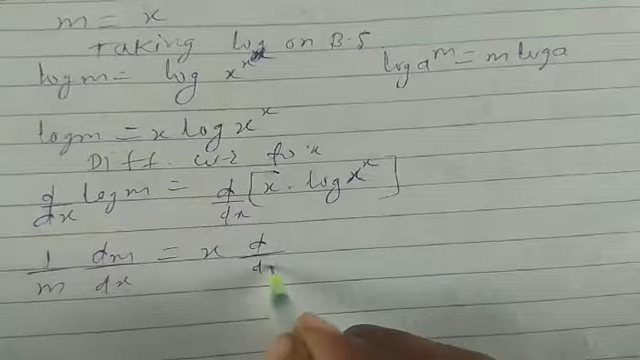 m = x
Taking log on B.S
log m = log x^x^x
log a^m = m log a
log m = x log x^x
Diff. w.r to x
d/dx log m = d/dx [x . log x^x]
1/m dm/dx = x d/dx